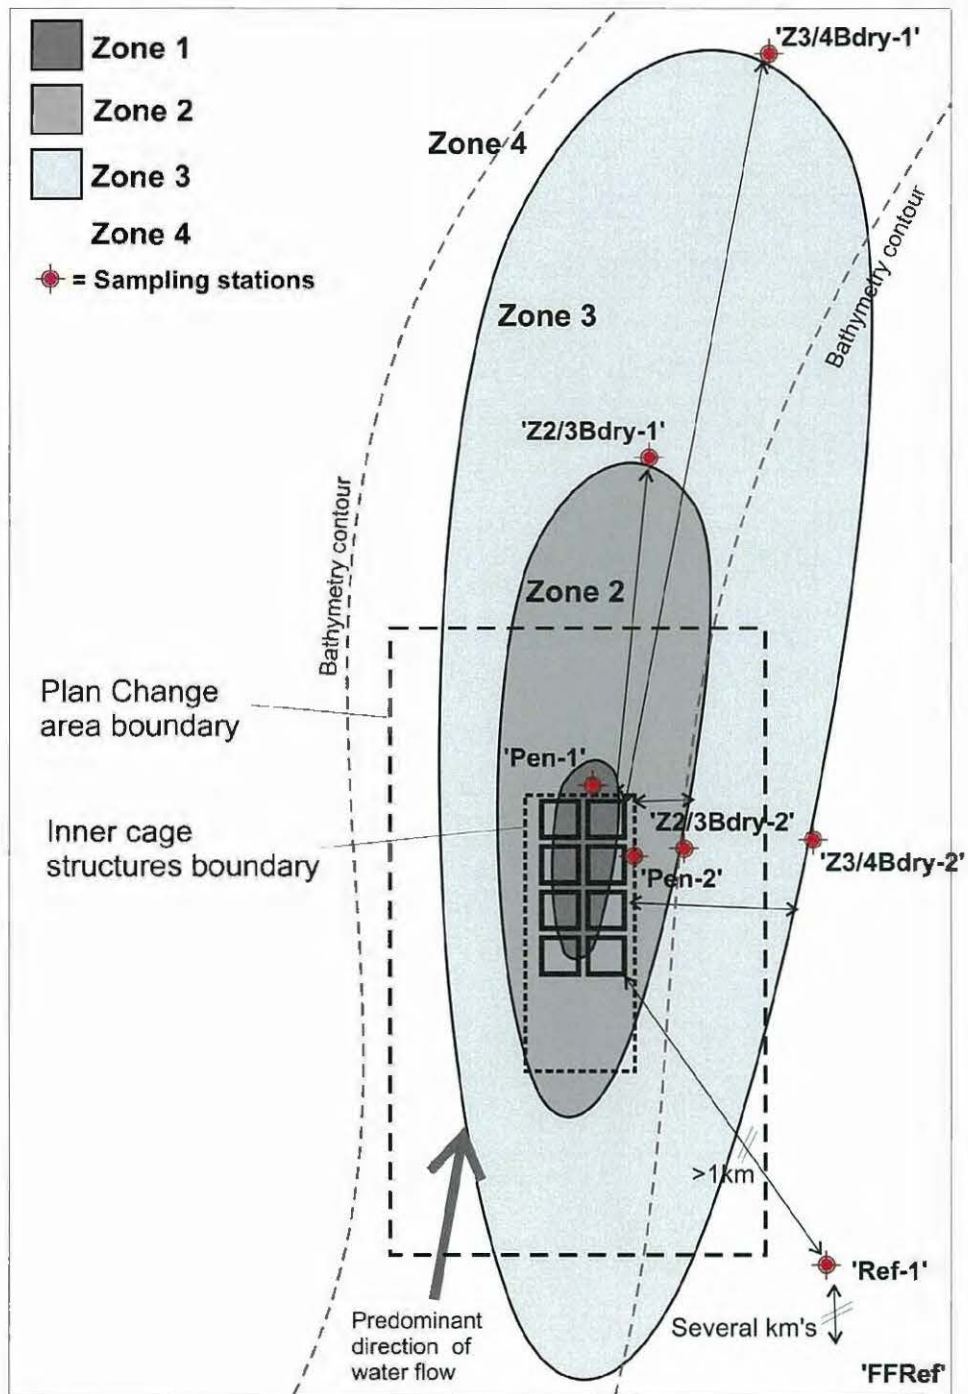 Zone 1
Zone 2
Zone 3
Zone 4
= Sampling stations
'Z3/4Bdry-1'
Zone 4
Bathymetry contour
Zone 3
'Z2/3Bdry-1'
Bathymetry contour
Zone 2
Plan Change
area boundary
'Pen-1'
Inner cage
structures boundary
'Z2/3Bdry-2'
'Z3/4Bdry-2'
'Pen-2'
>1km
'Ref-1'
Predominant
direction of
water flow
Several km's
'FFRef'